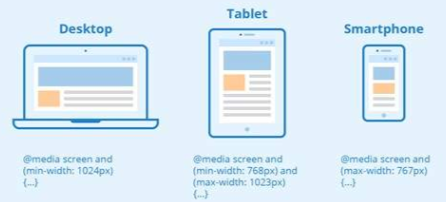 Desktop
Tablet
Smartphone
@media screen and
(min-width: 1024px)
{...}
@media screen and
(min-width: 768px) and
(max-width: 1023px)
{...}
@media screen and
(max-width: 767px)
{...}